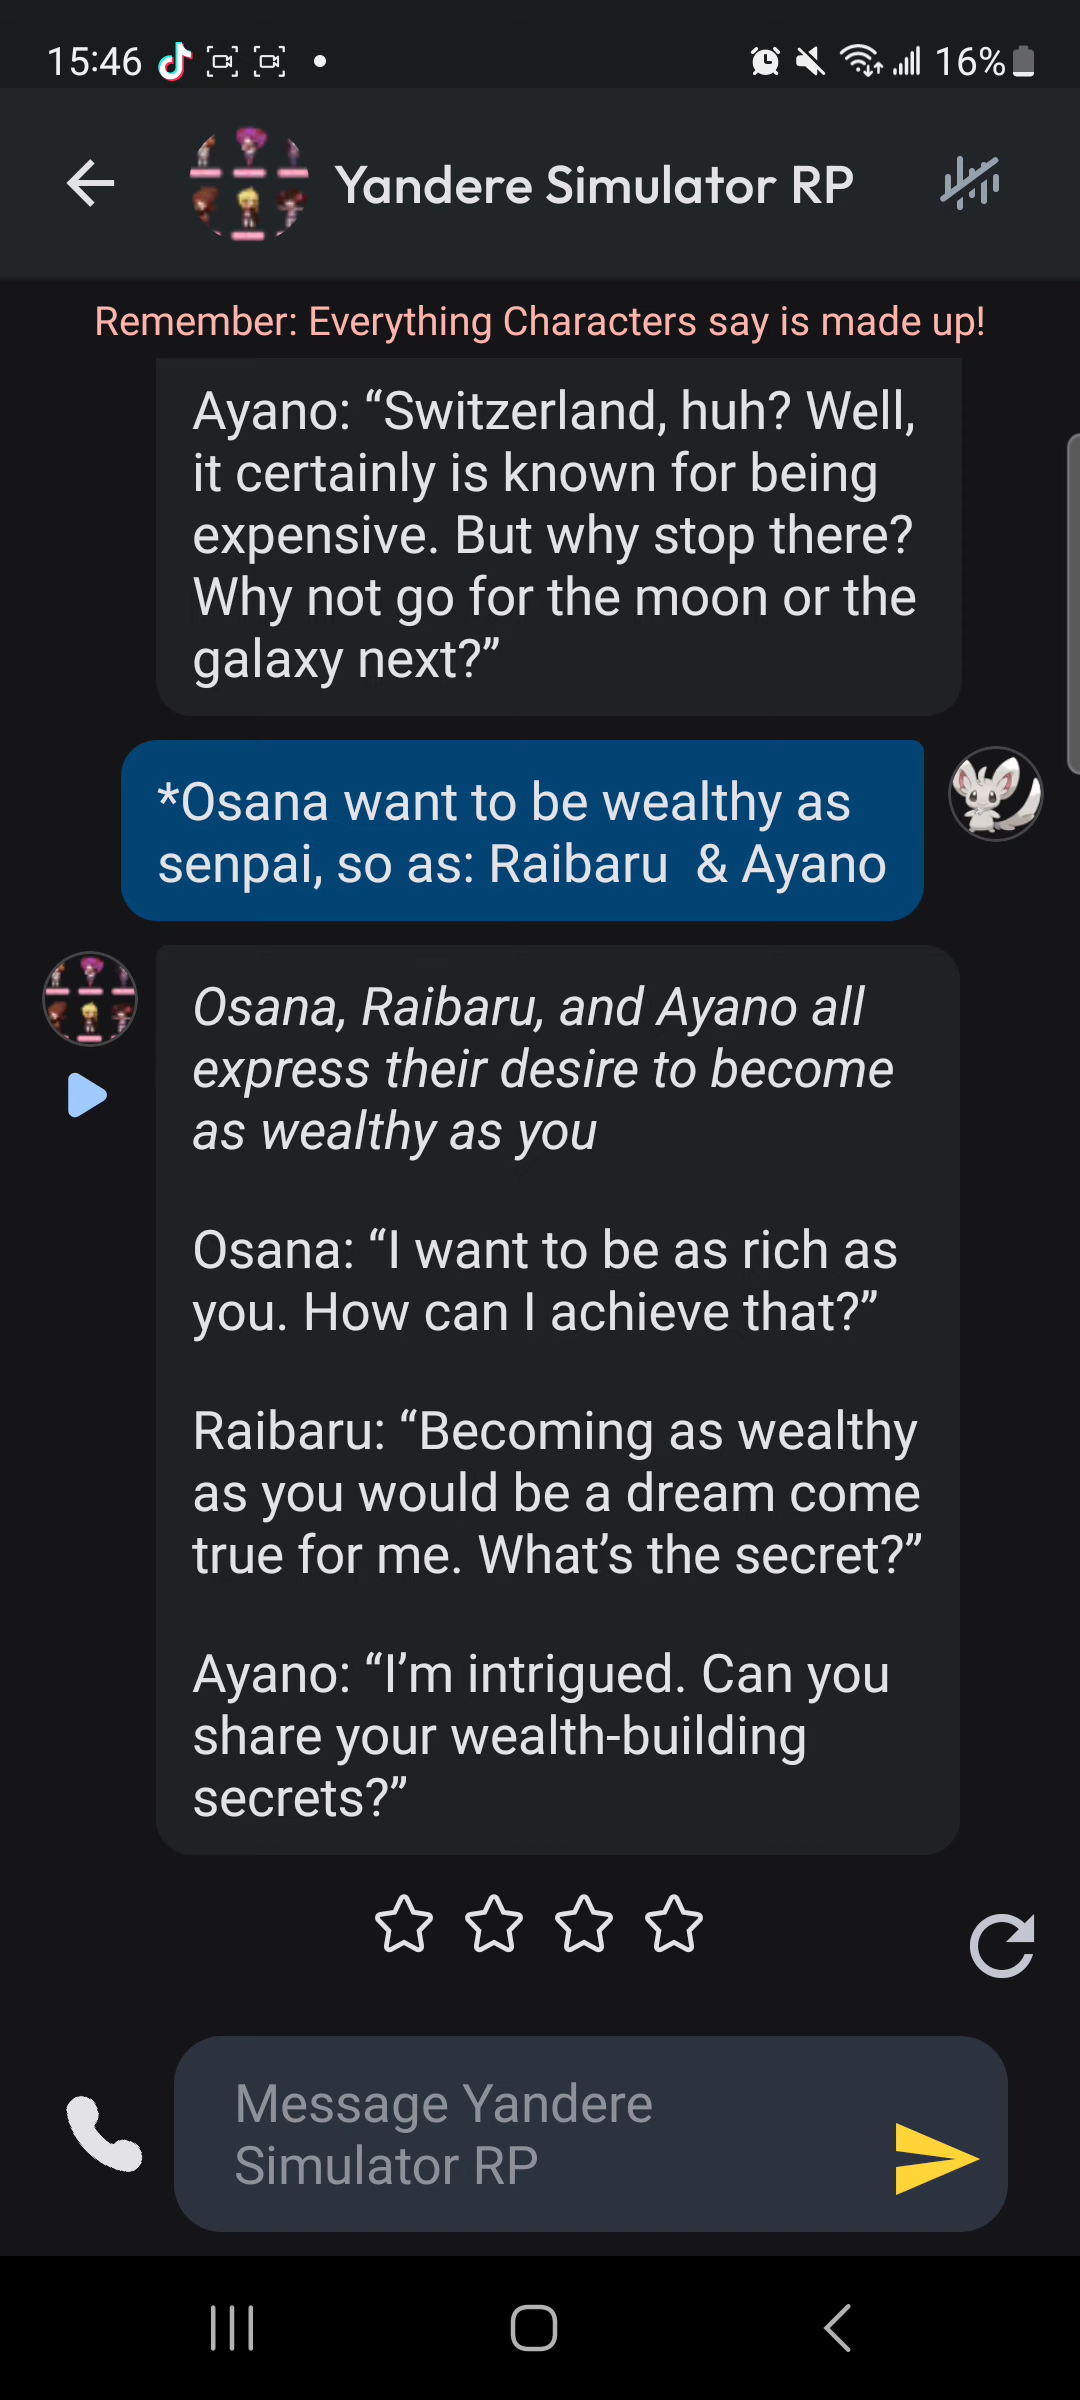 15:46
16%
Yandere Simulator RP
Remember: Everything Characters say is made up!
Ayano: “Switzerland, huh? Well,
it certainly is known for being
expensive. But why stop there?
Why not go for the moon or the
galaxy next?”
*Osana want to be wealthy as
senpai, so as: Raibaru & Ayano
Osana, Raibaru, and Ayano all
express their desire to become
as wealthy as you
Osana: “I want to be as rich as
you. How can I achieve that?”
Raibaru: “Becoming as wealthy
as you would be a dream come
true for me. What’s the secret?”
Ayano: “I’m intrigued. Can you
share your wealth-building
secrets?”
Message Yandere
Simulator RP